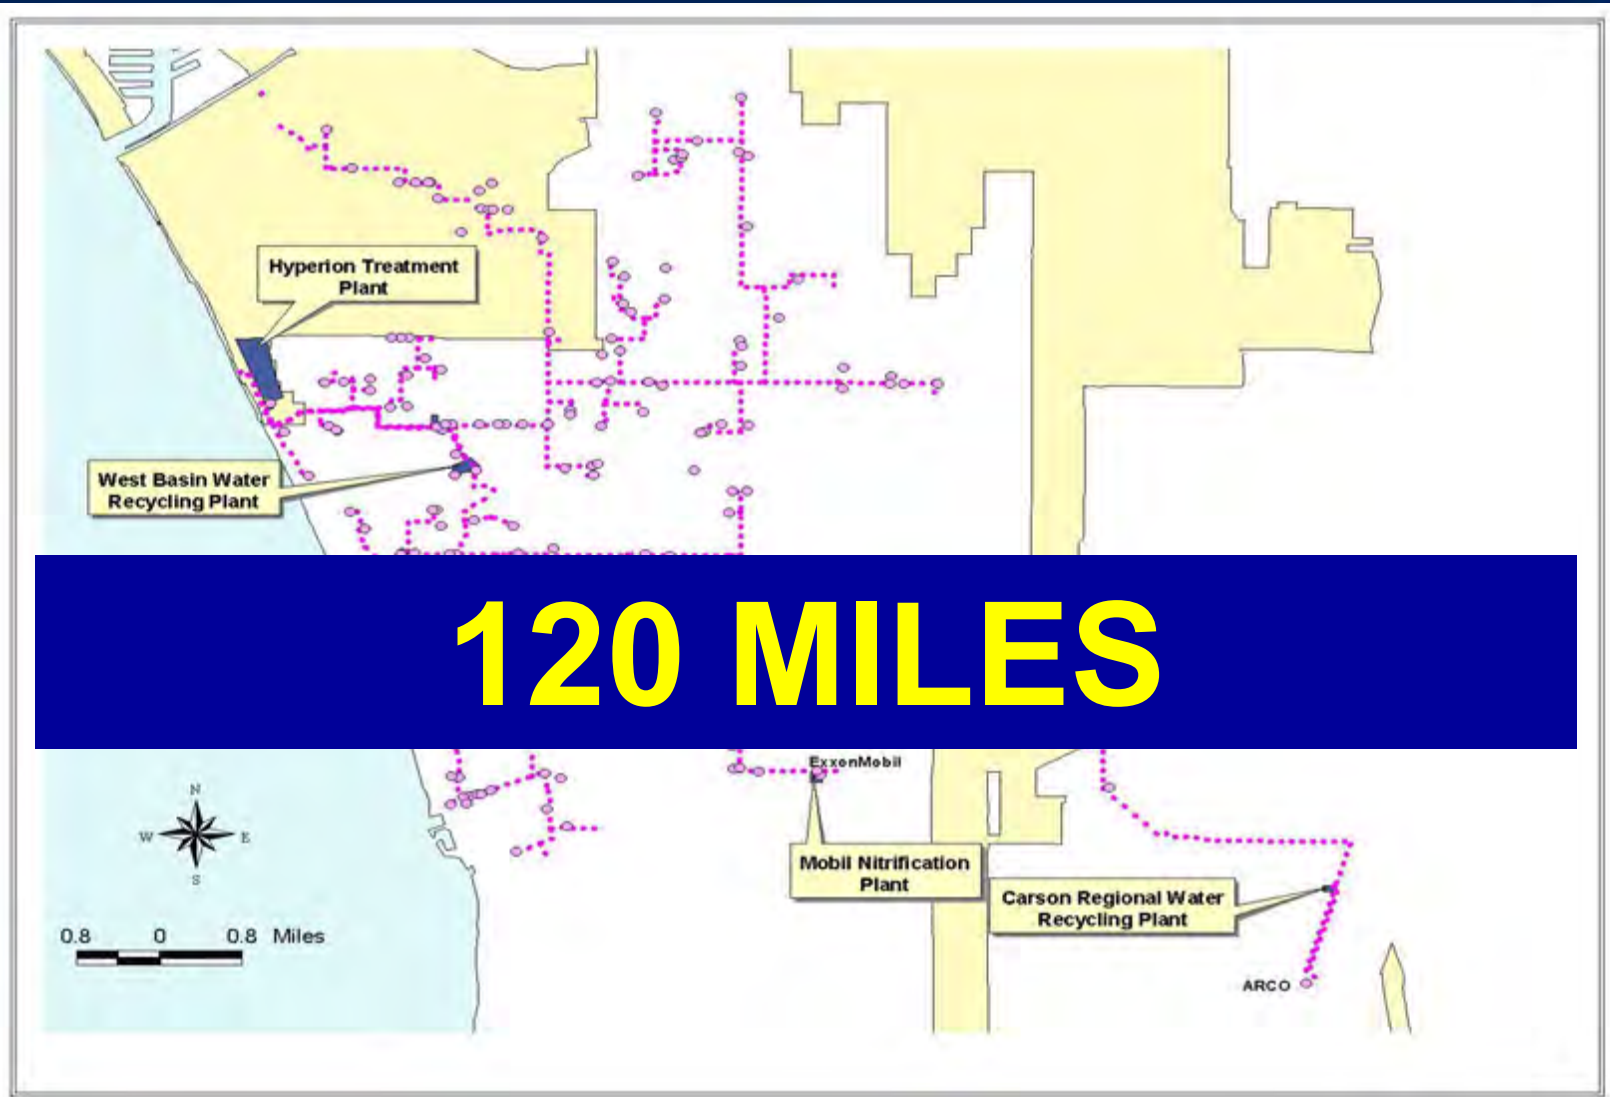 Hyperion Treatment
Plant
West Basin Water
Recycling Plant
120 MILES
ExxonMobil
N
W
E
S
Mobil Nitrification
Plant
Carson Regional Water
Recycling Plant
0.8 0 0.8 Miles
ARCO